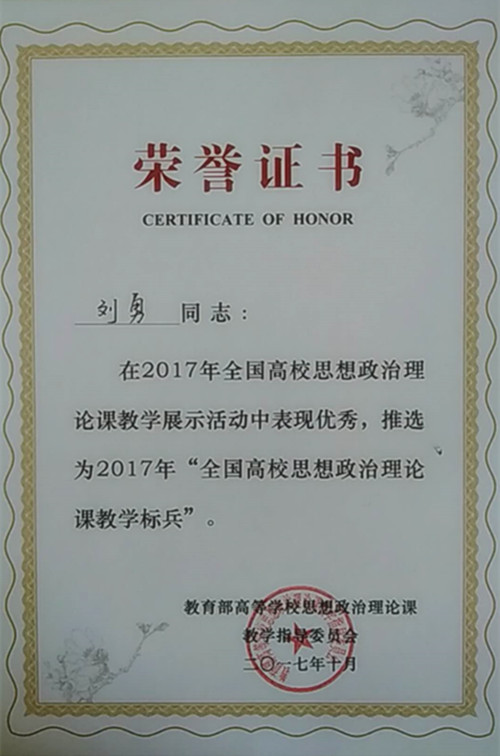 荣誉证书
CERTIFICATE OF HONOR
刘勇 同志：
在2017年全国高校思想政治理
论课教学展示活动中表现优秀，推选
为2017年“全国高校思想政治理论
课教学标兵”。
教育部高等学校思想政治理论课
教学指导委员会
二〇一七年十月